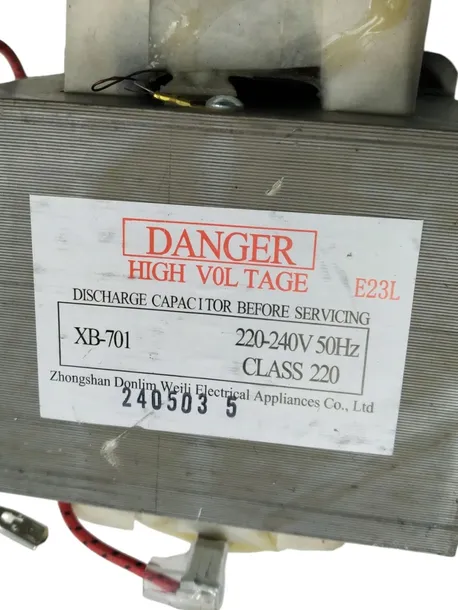 DANGER
HIGH VOL TAGE
E23L
DISCHARGE CAPACITOR BEFORE SERVICING
XB-701 220-240V 50Hz
CLASS 220
Zhongshan Donlim Weili Electrical Appliances Co., Ltd
240503 5